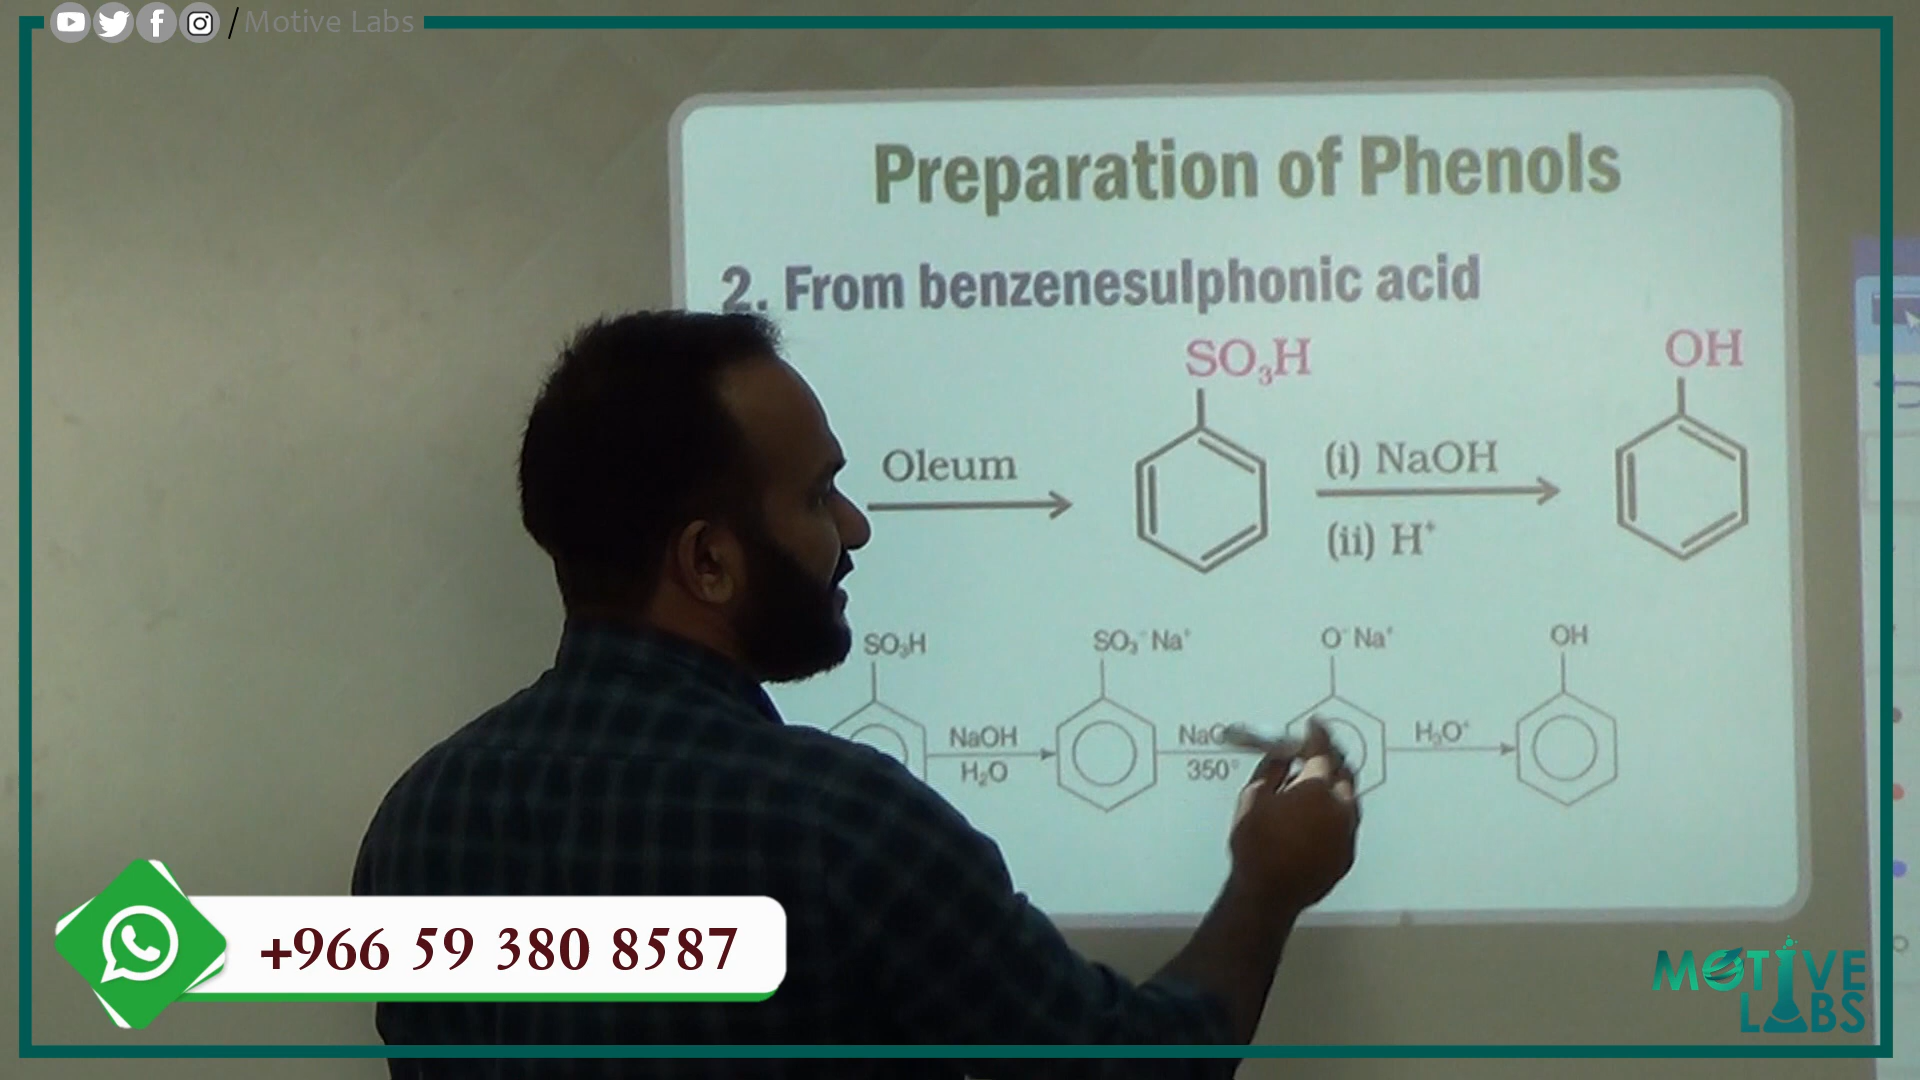 / Motive Labs
Preparation of Phenols
2. From benzenesulphonic acid
SO₃H
OH
Oleum
(i) NaOH
(ii) H⁺
SO₃H
SO₃⁻ Na⁺
O⁻ Na⁺
OH
NaOH
H₂O
350°
H₃O⁺
+966 59 380 8587
MOTIVE
LABS